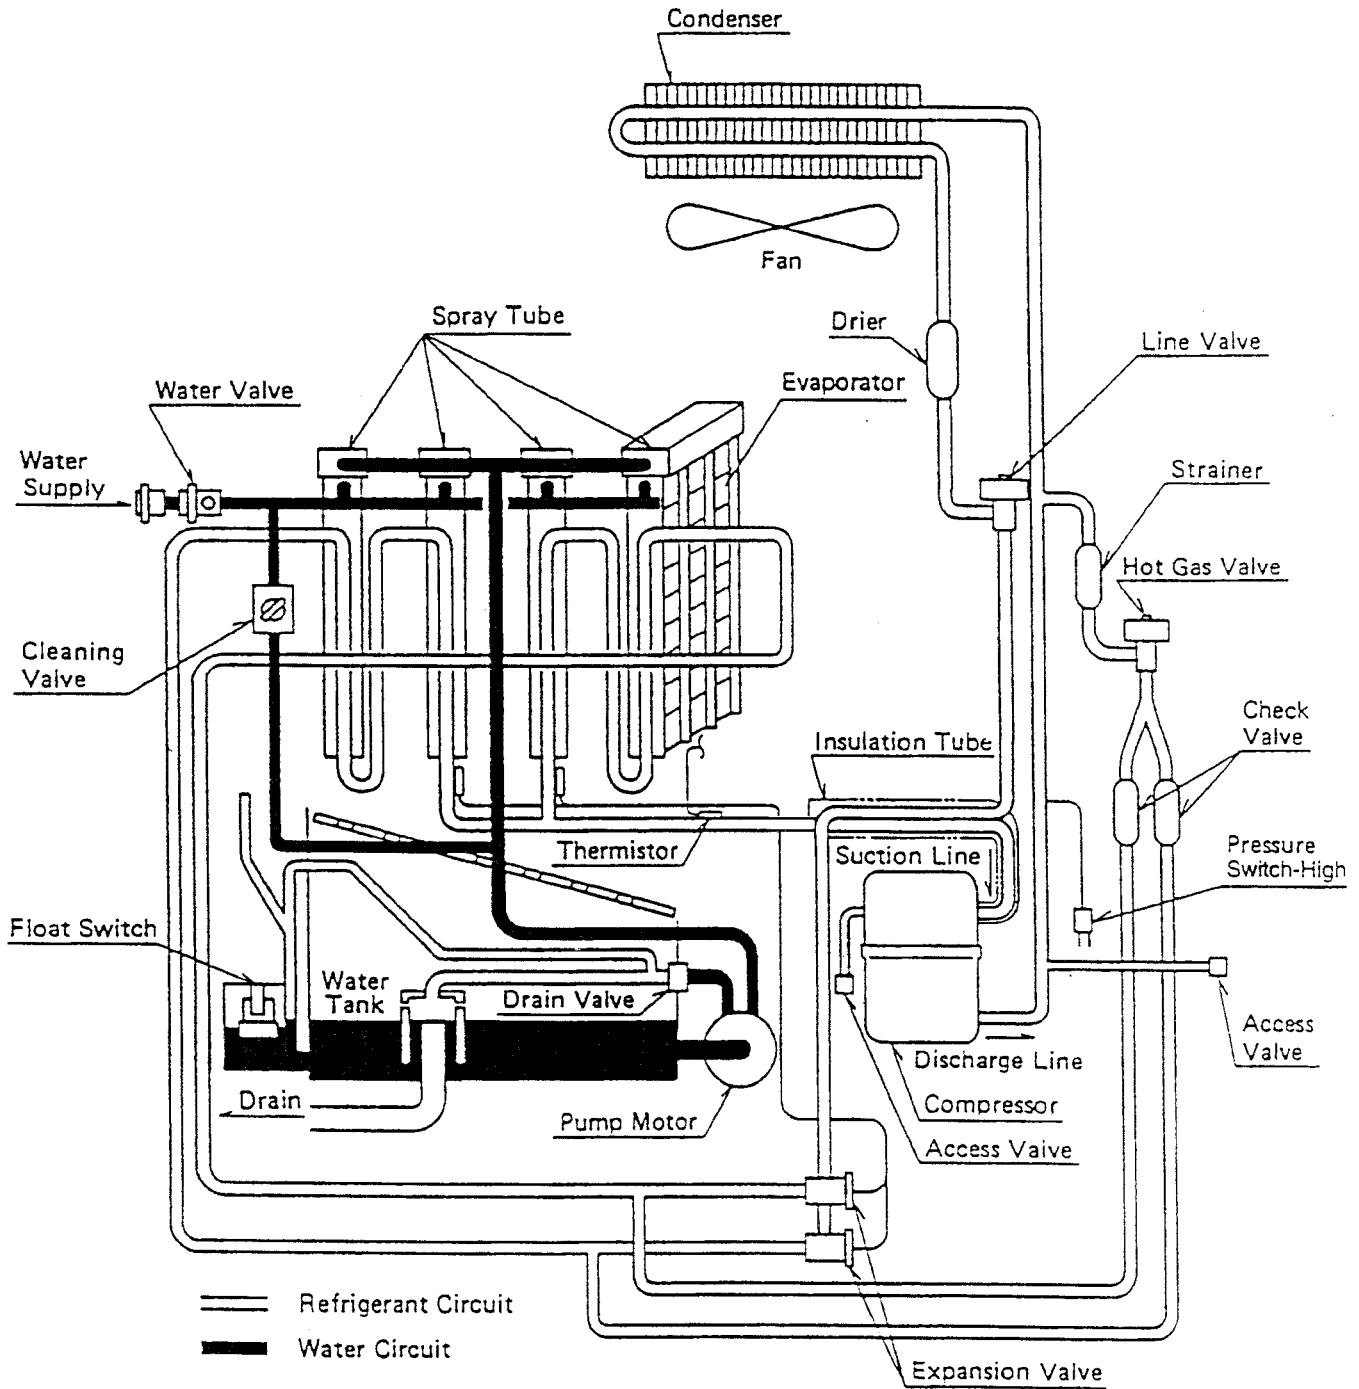 Condenser
Fan
Spray Tube
Drier
Line Valve
Water Valve
Evaporator
Water
Supply
Strainer
Hot Gas Valve
Cleaning
Valve
Check
Valve
Insulation Tube
Thermistor
Suction Line
Pressure
Switch-High
Float Switch
Water
Tank
Drain Valve
Access
Valve
Discharge Line
Drain
Compressor
Pump Motor
Access Valve
Refrigerant Circuit
Water Circuit
Expansion Valve